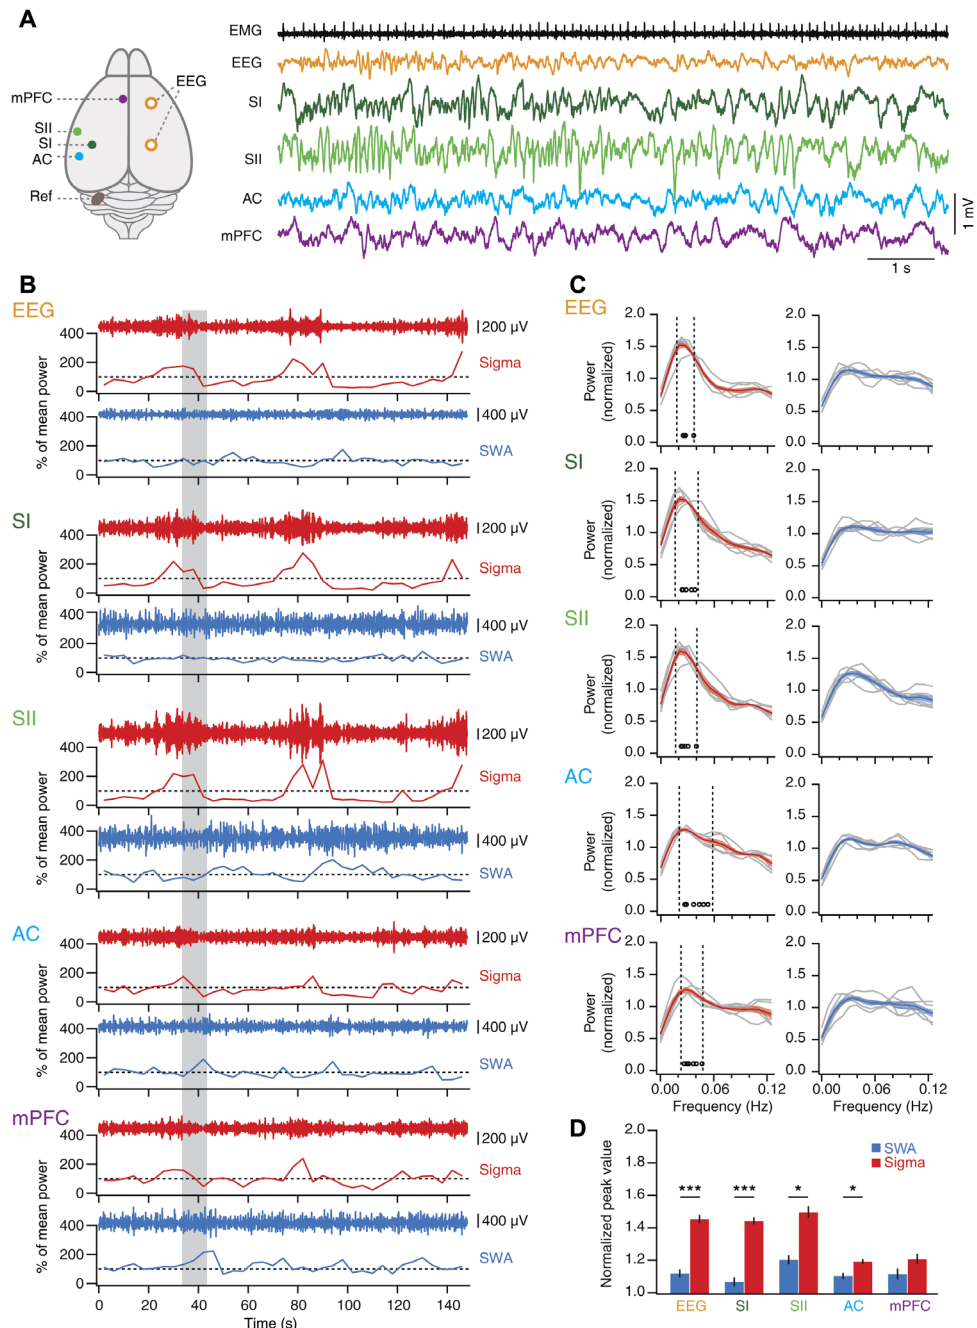 A
EMG
EEG
EEG
mPFC
SI
SII
SI
SII
AC
Ref
AC
mPFC
1 mV
1 s
B
C
EEG
EEG
400
200
0
% of mean power
200 µV
Sigma
400
200
0
400 µV
SWA
2.0
1.5
1.0
0.5
0.0
Power
(normalized)
2.0
1.5
1.0
0.5
0.0
SI
SI
400
200
0
% of mean power
200 µV
Sigma
400
200
0
400 µV
SWA
2.0
1.5
1.0
0.5
0.0
Power
(normalized)
2.0
1.5
1.0
0.5
0.0
SII
SII
400
200
0
% of mean power
200 µV
Sigma
400
200
0
400 µV
SWA
2.0
1.5
1.0
0.5
0.0
Power
(normalized)
2.0
1.5
1.0
0.5
0.0
AC
AC
400
200
0
% of mean power
200 µV
Sigma
400
200
0
400 µV
SWA
2.0
1.5
1.0
0.5
0.0
Power
(normalized)
2.0
1.5
1.0
0.5
0.0
mPFC
mPFC
400
200
0
% of mean power
200 µV
Sigma
400
200
0
400 µV
SWA
0 20 40 60 80 100 120 140
Time (s)
2.0
1.5
1.0
0.5
0.0
Power
(normalized)
2.0
1.5
1.0
0.5
0.0
0.00 0.06 0.12
0.00 0.06 0.12
Frequency (Hz)
Frequency (Hz)
D
2.0
1.8
1.6
1.4
1.2
1.0
Normalized peak value
SWA
Sigma
*** *** * *
EEG SI SII AC mPFC